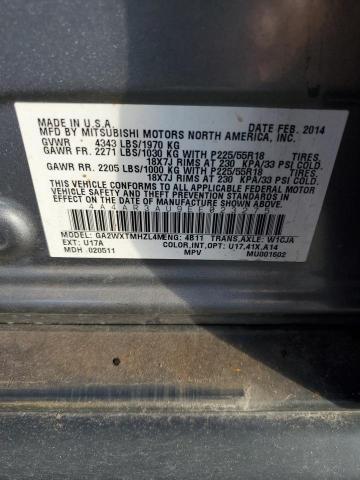 MADE IN U.S.A. DATE FEB. 2014
MFD BY MITSUBISHI MOTORS NORTH AMERICA, INC.
GVWR 4343 LBS/1970 KG
GAWR FR. 2271 LBS/1030 KG WITH P225/55R18 TIRES,
18X7J RIMS AT 230 KPA/33 PSI COLD
GAWR RR. 2205 LBS/1000 KG WITH P225/55R18 TIRES,
18X7J RIMS AT 230 KPA/33 PSI COLD
THIS VEHICLE CONFORMS TO ALL APPLICABLE FEDERAL MOTOR
VEHICLE SAFETY AND THEFT PREVENTION STANDARDS IN
EFFECT ON THE DATE OF MANUFACTURE SHOWN ABOVE.
4A4AR3AU9EE023275
MODEL: GA2WXTMHZL4M ENG: 4B11 TRANS,AXLE: W1CJA
EXT: U17A COLOR,INT,OPT: U17,41X,A14
MDH :020511 MPV MU001602